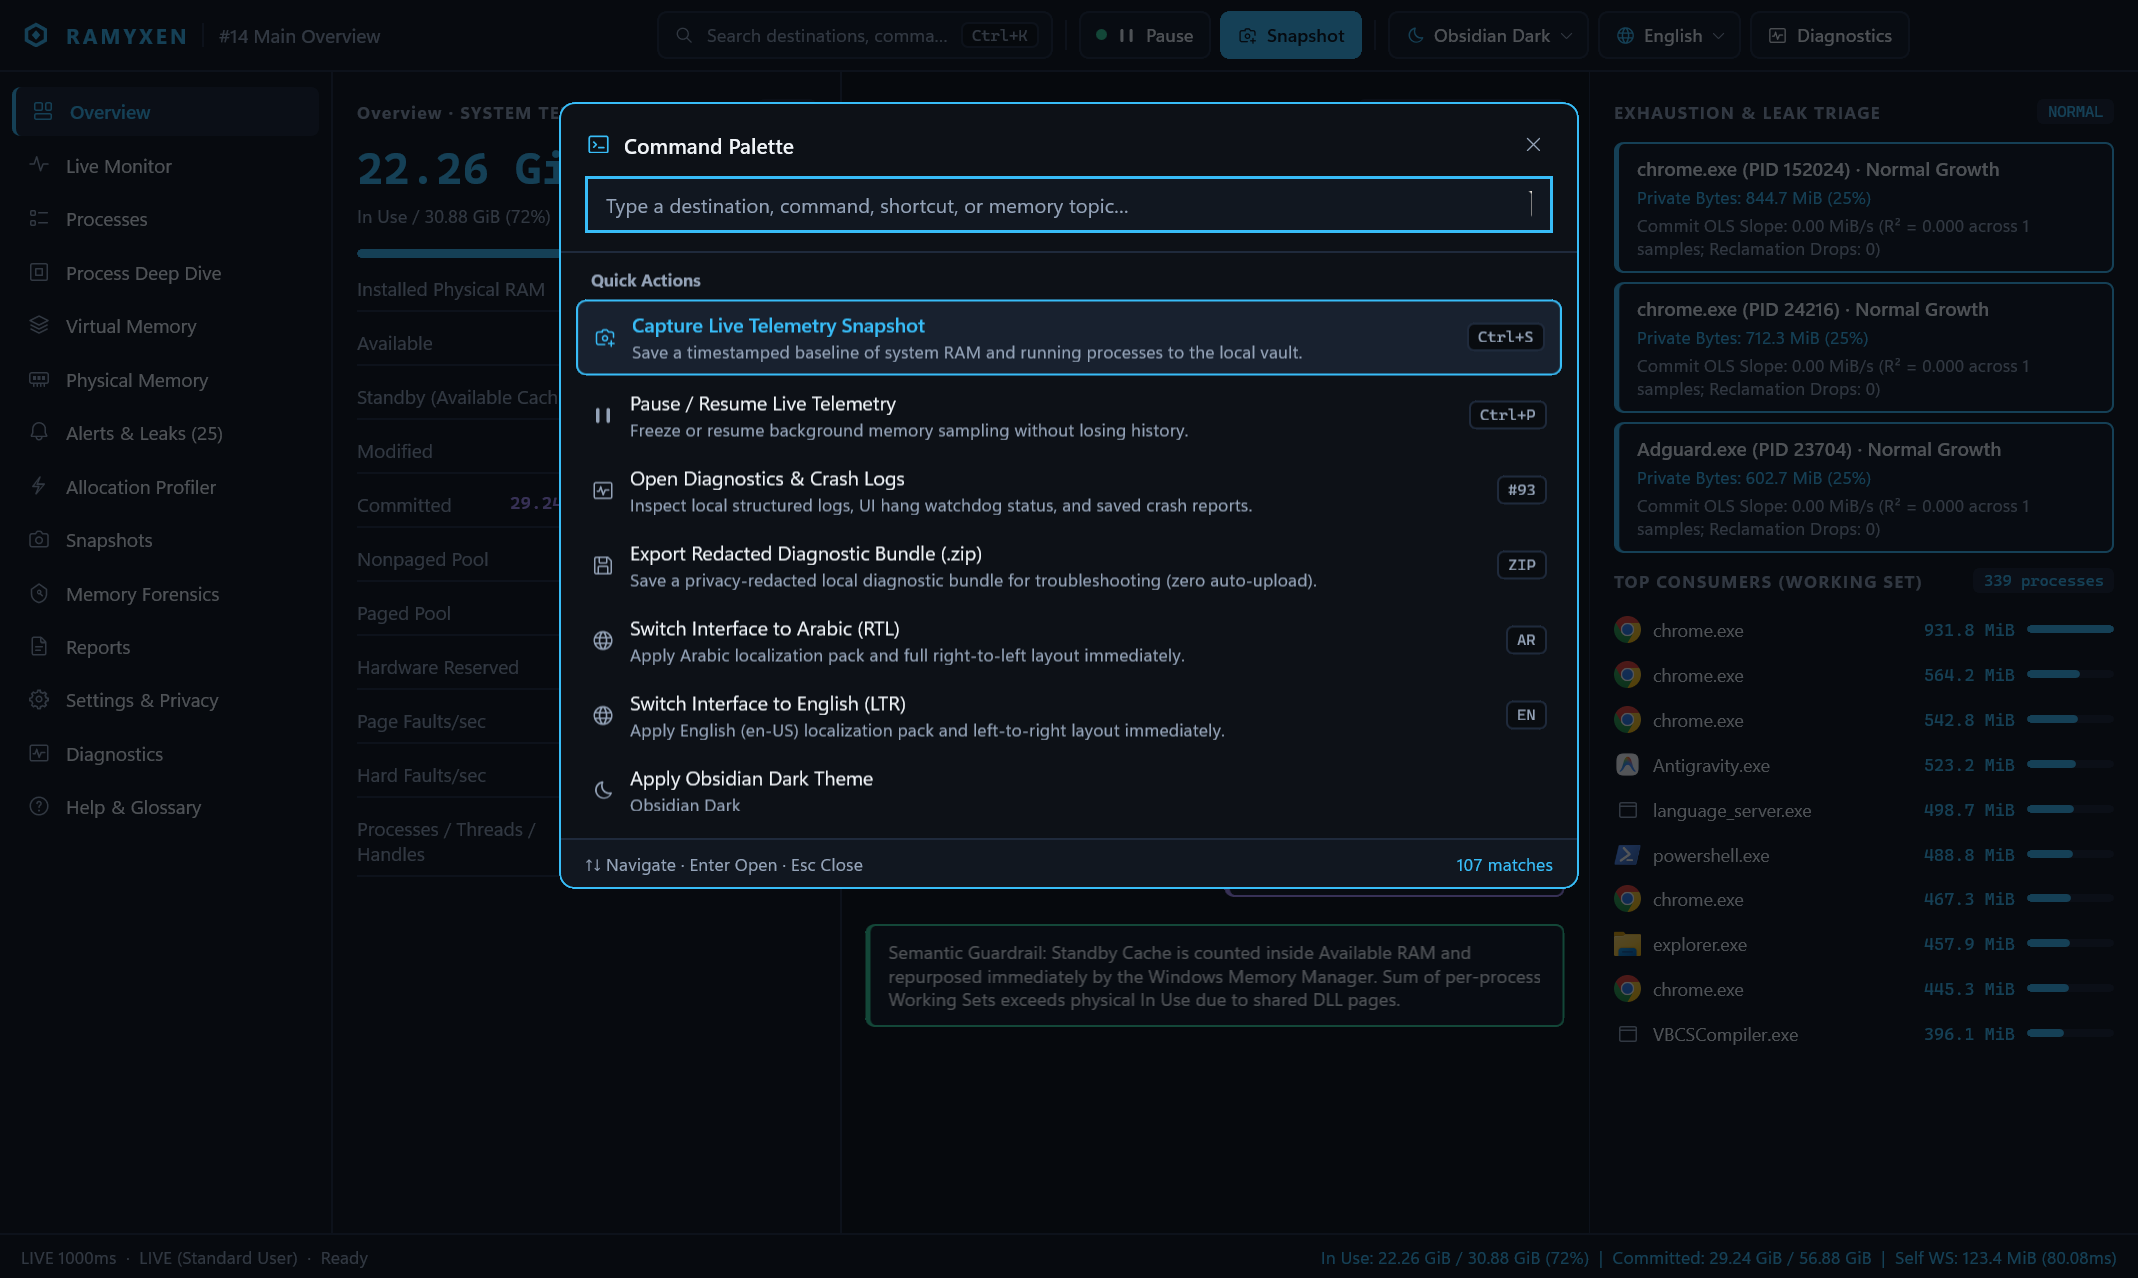 RAMYXEN
#14 Main Overview
Search destinations, comma...
Ctrl+K
Pause
Snapshot
Obsidian Dark
English
Diagnostics
Overview
Live Monitor
Processes
Process Deep Dive
Virtual Memory
Physical Memory
Alerts & Leaks (25)
Allocation Profiler
Snapshots
Memory Forensics
Reports
Settings & Privacy
Diagnostics
Help & Glossary
Overview · SYSTEM TE
22.26 Gi
In Use / 30.88 GiB (72%)
Installed Physical RAM
Available
Standby (Available Cach
Modified
Committed
29.24
Nonpaged Pool
Paged Pool
Hardware Reserved
Page Faults/sec
Hard Faults/sec
Processes / Threads /
Handles
Command Palette
Type a destination, command, shortcut, or memory topic...
Quick Actions
Capture Live Telemetry Snapshot
Save a timestamped baseline of system RAM and running processes to the local vault.
Ctrl+S
Pause / Resume Live Telemetry
Freeze or resume background memory sampling without losing history.
Ctrl+P
Open Diagnostics & Crash Logs
Inspect local structured logs, UI hang watchdog status, and saved crash reports.
#93
Export Redacted Diagnostic Bundle (.zip)
Save a privacy-redacted local diagnostic bundle for troubleshooting (zero auto-upload).
ZIP
Switch Interface to Arabic (RTL)
Apply Arabic localization pack and full right-to-left layout immediately.
AR
Switch Interface to English (LTR)
Apply English (en-US) localization pack and left-to-right layout immediately.
EN
Apply Obsidian Dark Theme
Obsidian Dark
↑↓ Navigate · Enter Open · Esc Close
107 matches
Semantic Guardrail: Standby Cache is counted inside Available RAM and
repurposed immediately by the Windows Memory Manager. Sum of per-process
Working Sets exceeds physical In Use due to shared DLL pages.
EXHAUSTION & LEAK TRIAGE
NORMAL
chrome.exe (PID 152024) · Normal Growth
Private Bytes: 844.7 MiB (25%)
Commit OLS Slope: 0.00 MiB/s (R² = 0.000 across 1
samples; Reclamation Drops: 0)
chrome.exe (PID 24216) · Normal Growth
Private Bytes: 712.3 MiB (25%)
Commit OLS Slope: 0.00 MiB/s (R² = 0.000 across 1
samples; Reclamation Drops: 0)
Adguard.exe (PID 23704) · Normal Growth
Private Bytes: 602.7 MiB (25%)
Commit OLS Slope: 0.00 MiB/s (R² = 0.000 across 1
samples; Reclamation Drops: 0)
TOP CONSUMERS (WORKING SET)
339 processes
chrome.exe 931.8 MiB
chrome.exe 564.2 MiB
chrome.exe 542.8 MiB
Antigravity.exe 523.2 MiB
language_server.exe 498.7 MiB
powershell.exe 488.8 MiB
chrome.exe 467.3 MiB
explorer.exe 457.9 MiB
chrome.exe 445.3 MiB
VBCSCompiler.exe 396.1 MiB
LIVE 1000ms · LIVE (Standard User) · Ready
In Use: 22.26 GiB / 30.88 GiB (72%) | Committed: 29.24 GiB / 56.88 GiB | Self WS: 123.4 MiB (80.08ms)